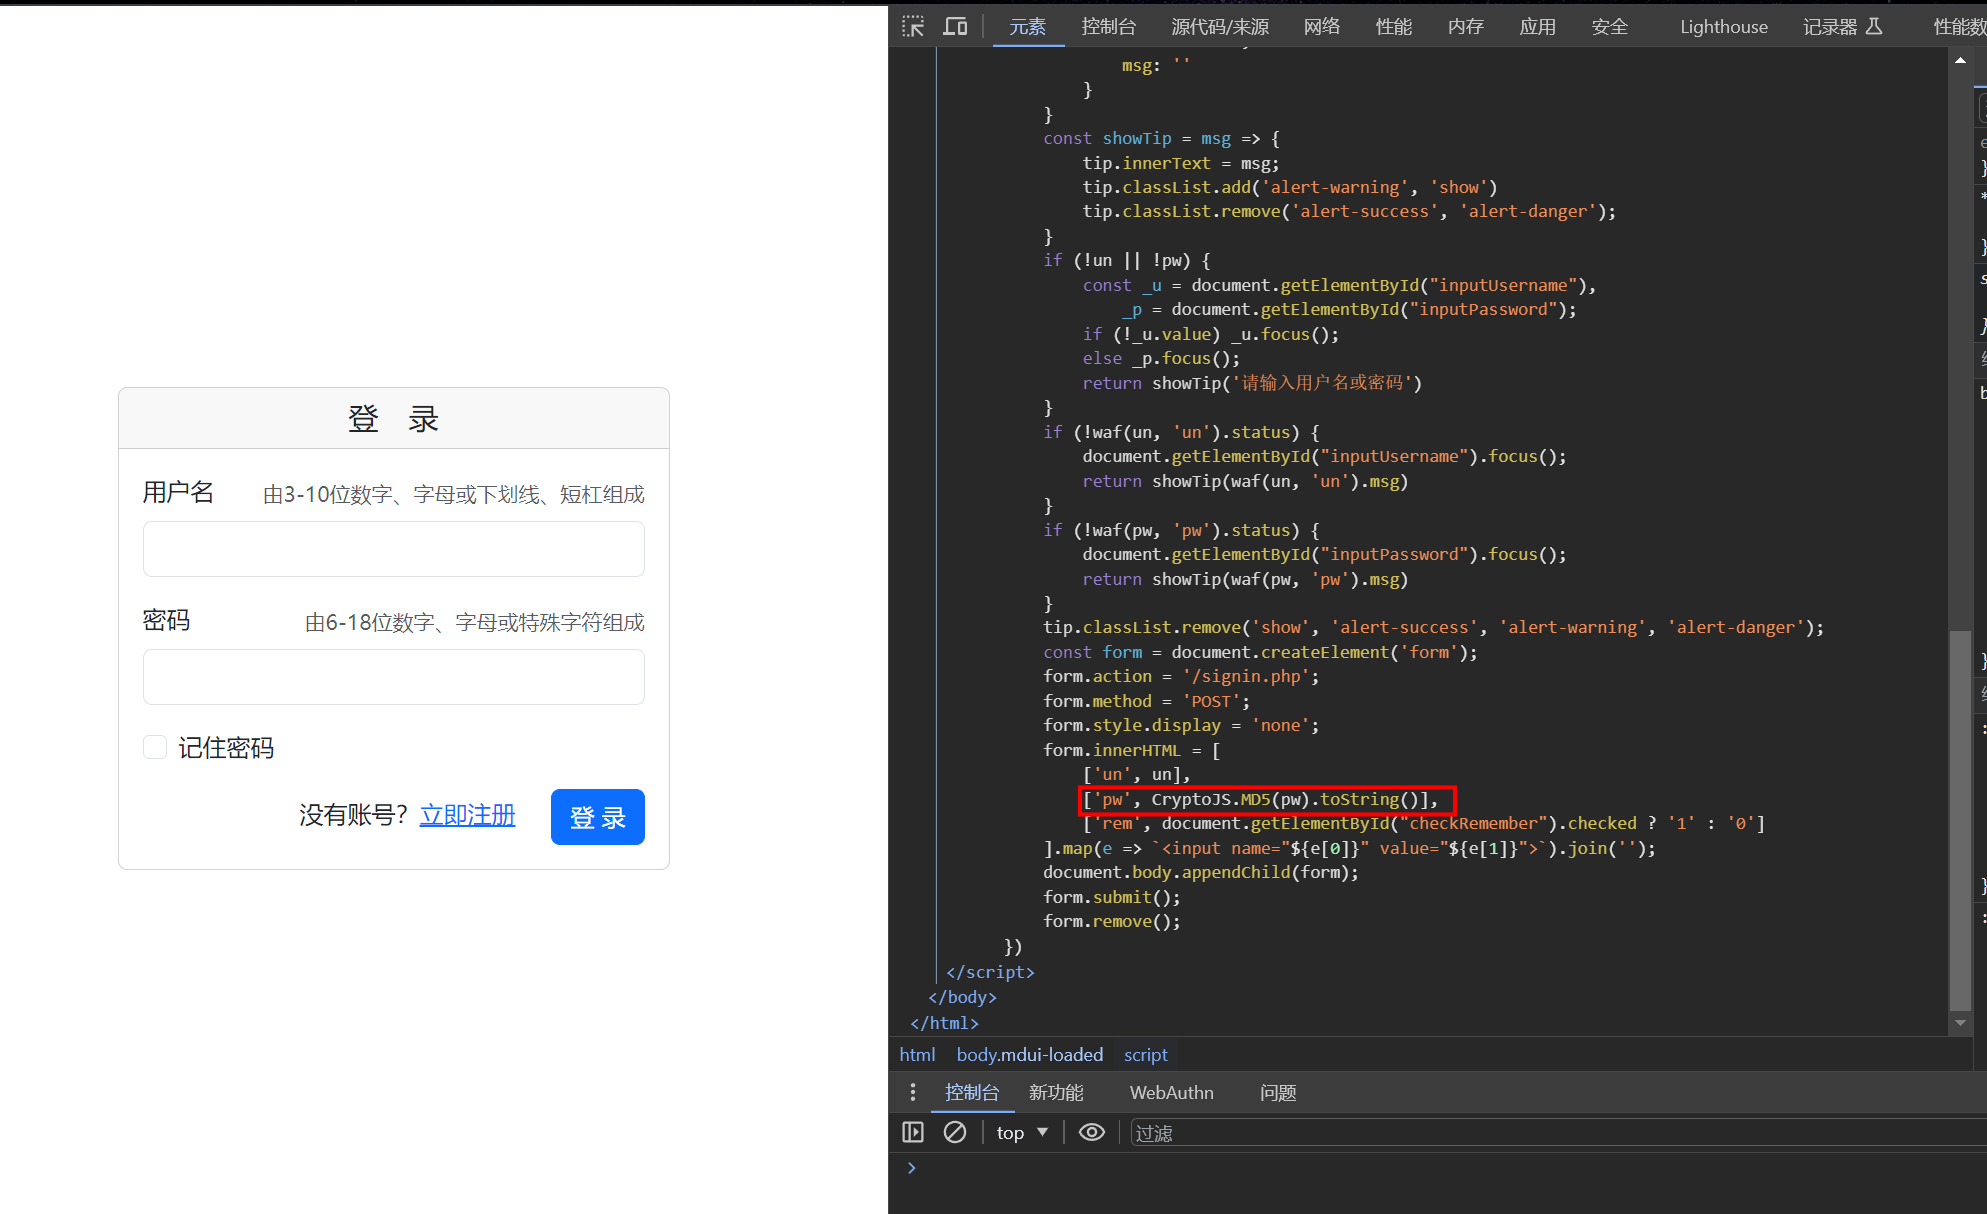 登 录
用户名 由3-10位数字、字母或下划线、短杠组成
密码 由6-18位数字、字母或特殊字符组成
记住密码
没有账号? 立即注册 登 录
元素 控制台 源代码/来源 网络 性能 内存 应用 安全 Lighthouse 记录器 性能数
msg: ''
}
}
const showTip = msg => {
tip.innerText = msg;
tip.classList.add('alert-warning', 'show')
tip.classList.remove('alert-success', 'alert-danger');
}
if (!un || !pw) {
const _u = document.getElementById("inputUsername"),
_p = document.getElementById("inputPassword");
if (!_u.value) _u.focus();
else _p.focus();
return showTip('请输入用户名或密码')
}
if (!waf(un, 'un').status) {
document.getElementById("inputUsername").focus();
return showTip(waf(un, 'un').msg)
}
if (!waf(pw, 'pw').status) {
document.getElementById("inputPassword").focus();
return showTip(waf(pw, 'pw').msg)
}
tip.classList.remove('show', 'alert-success', 'alert-warning', 'alert-danger');
const form = document.createElement('form');
form.action = '/signin.php';
form.method = 'POST';
form.style.display = 'none';
form.innerHTML = [
['un', un],
['pw', CryptoJS.MD5(pw).toString()],
['rem', document.getElementById("checkRemember").checked ? '1' : '0']
].map(e => `<input name="${e[0]}" value="${e[1]}">`).join('');
document.body.appendChild(form);
form.submit();
form.remove();
})
</script>
</body>
</html>
html body.mdui-loaded script
控制台 新功能 WebAuthn 问题
top 过滤